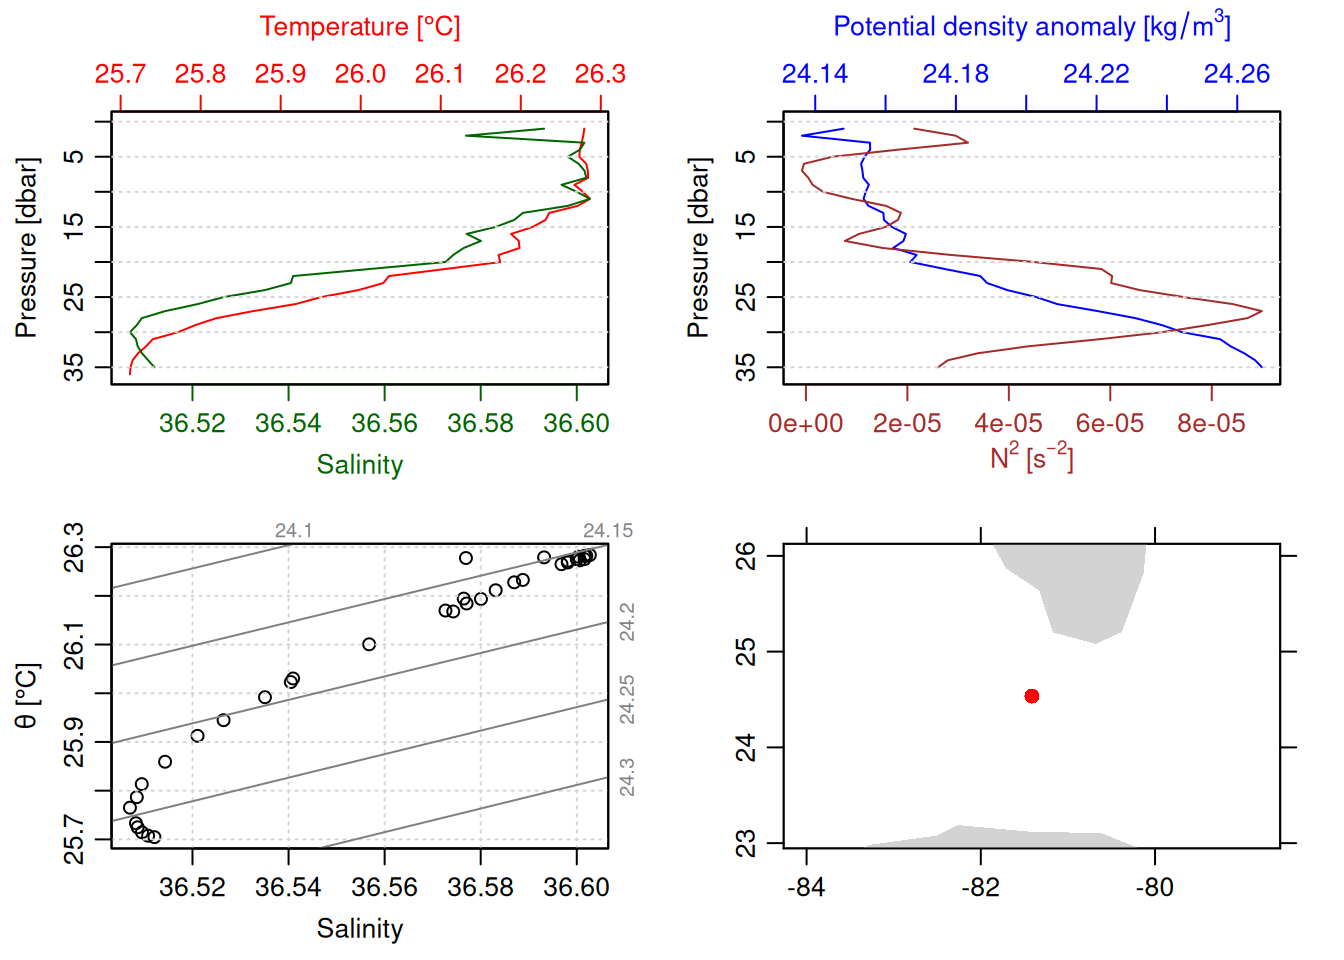 Temperature [°C]
25.7 25.8 25.9 26.0 26.1 26.2 26.3
Pressure [dbar]
5
15
25
35
36.52 36.54 36.56 36.58 36.60
Salinity
Potential density anomaly [kg/m³]
24.14 24.18 24.22 24.26
Pressure [dbar]
5
15
25
35
0e+00 2e-05 4e-05 6e-05 8e-05
N² [s⁻²]
24.1 24.15
24.2
24.25
24.3
θ [°C]
26.3
26.1
25.9
25.7
36.52 36.54 36.56 36.58 36.60
Salinity
26
25
24
23
-84 -82 -80